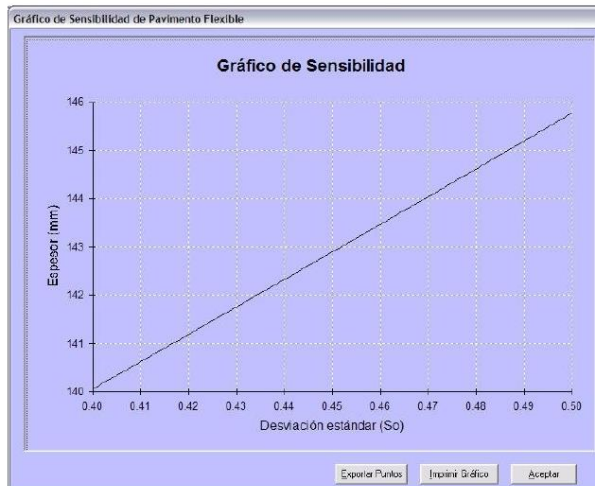 Gráfico de Sensibilidad de Pavimento Flexible
Gráfico de Sensibilidad
146
145
144
143
142
141
140
Espesor (mm)
0.40 0.41 0.42 0.43 0.44 0.45 0.46 0.47 0.48 0.49 0.50
Desviación estándar (So)
Exportar Puntos Imprimir Gráfico Aceptar